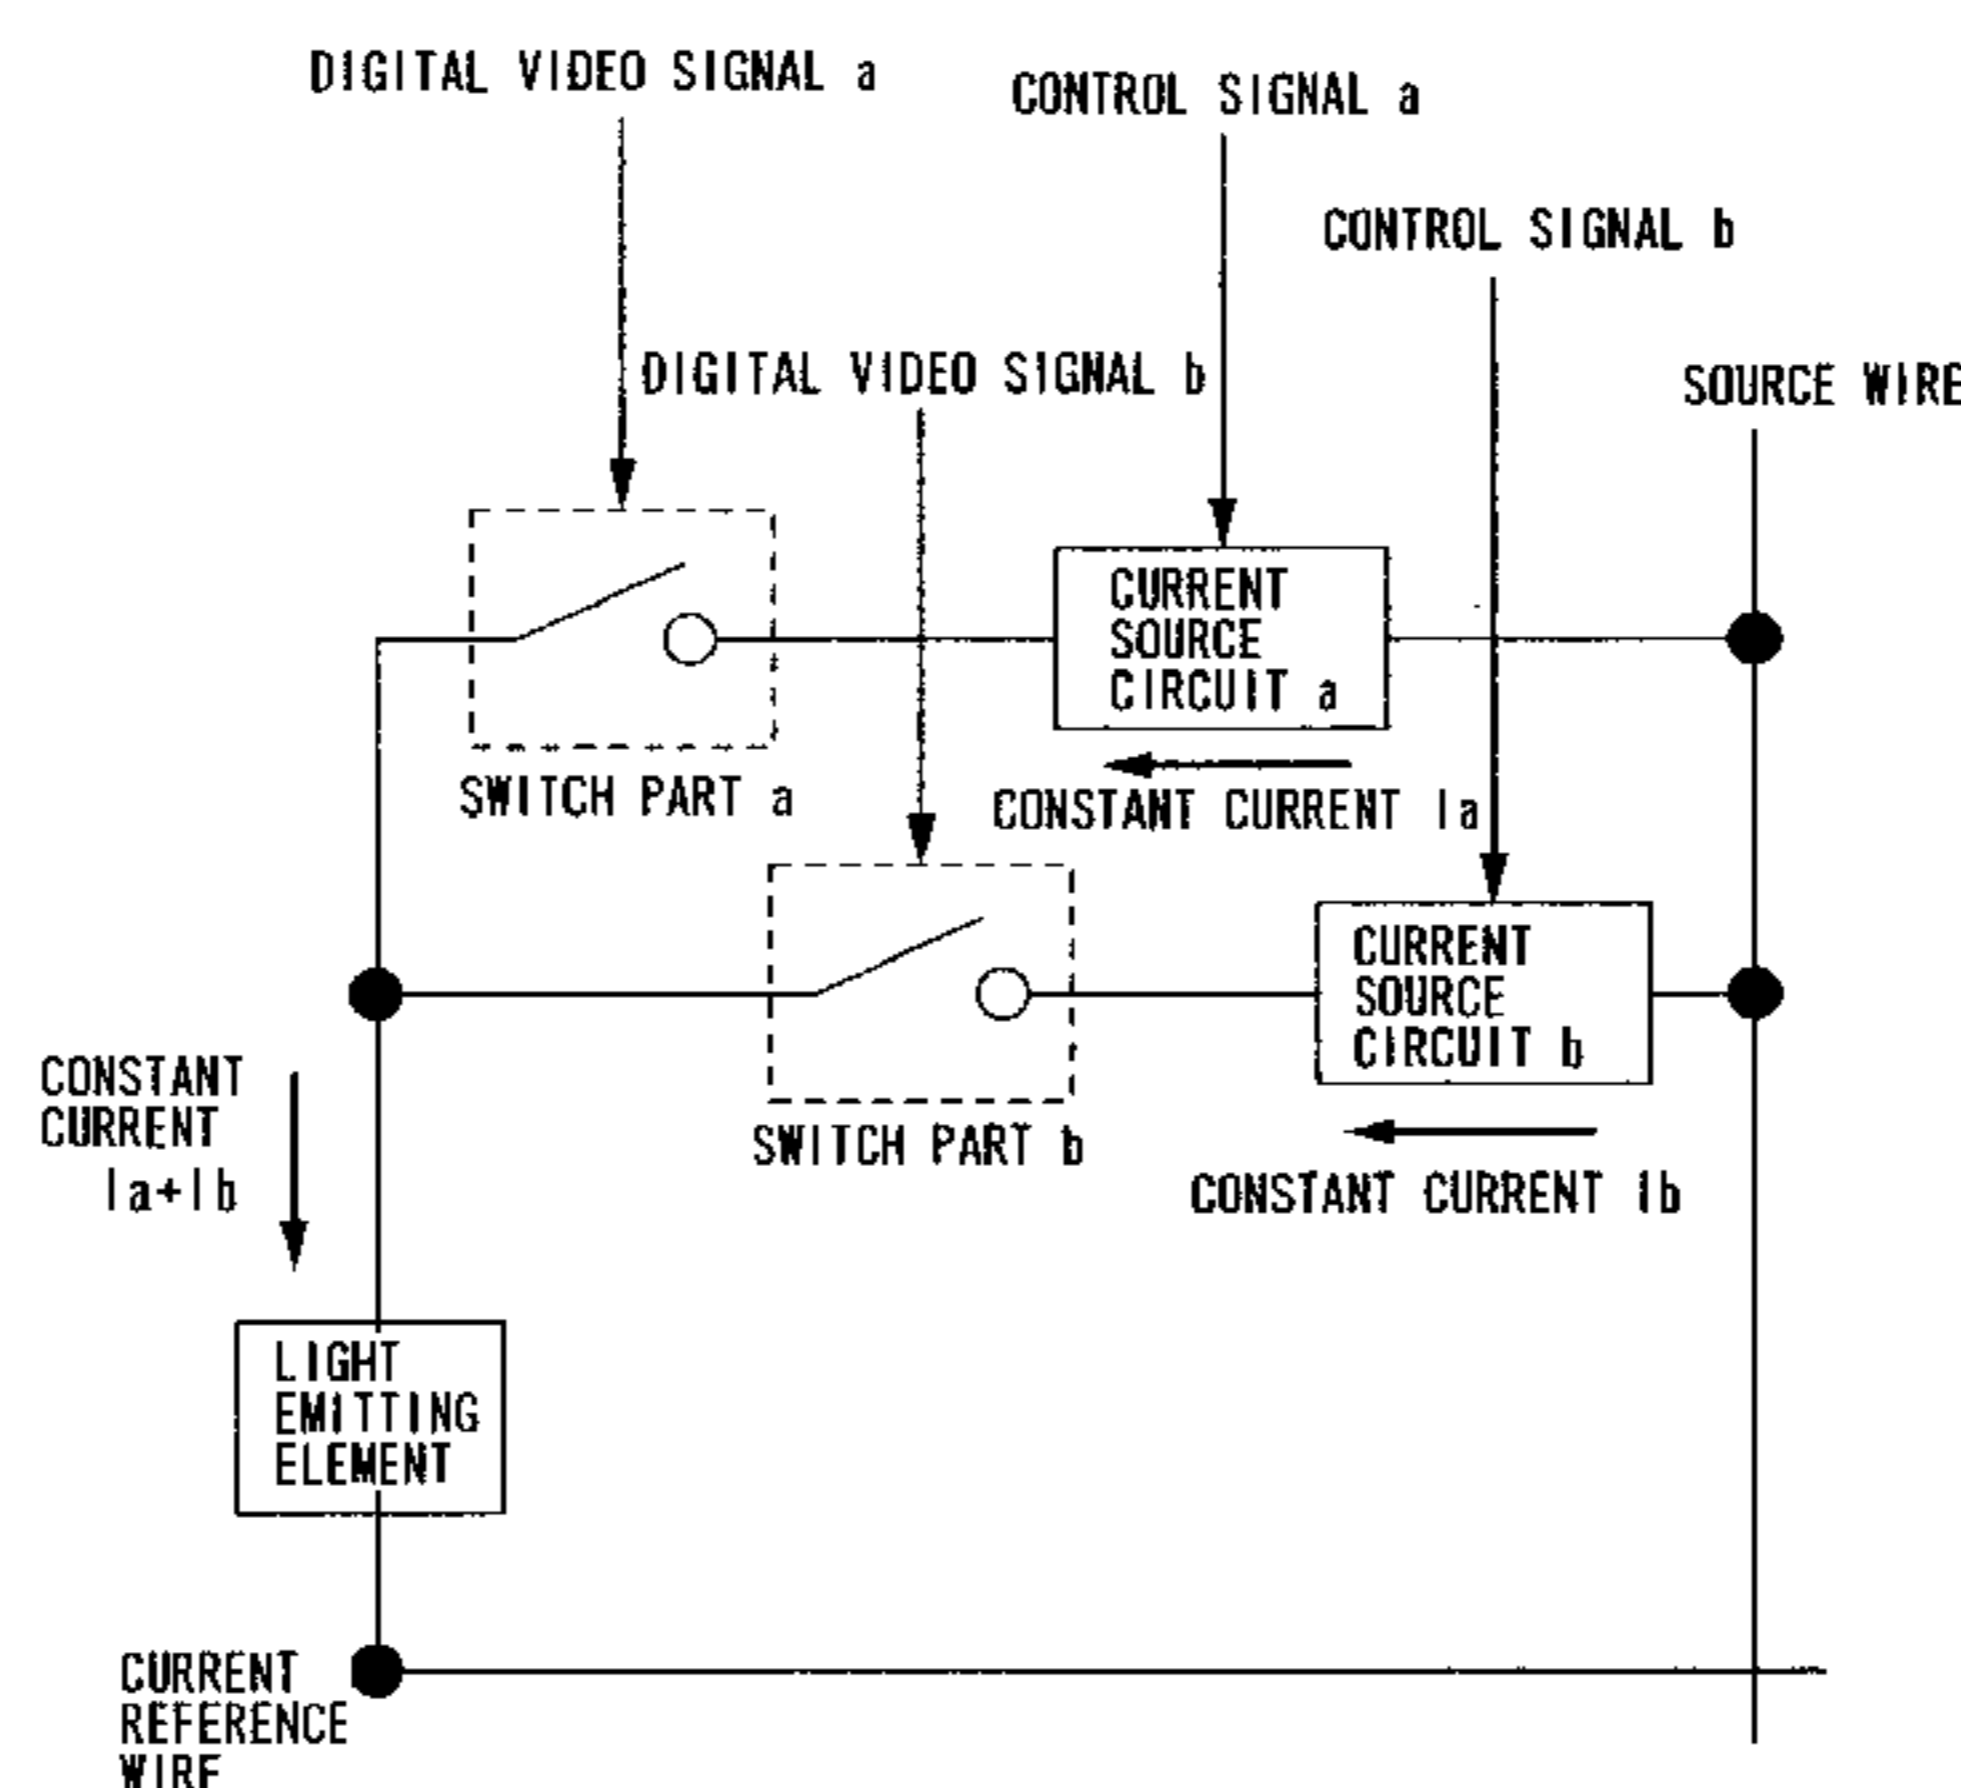 DIGITAL VIDEO SIGNAL a
CONTROL SIGNAL a
CONTROL SIGNAL b
DIGITAL VIDEO SIGNAL b
SOURCE WIRE
CURRENT
SOURCE
CIRCUIT a
SWITCH PART a
CONSTANT CURRENT Ia
CURRENT
SOURCE
CIRCUIT b
CONSTANT
CURRENT
Ia+Ib
SWITCH PART b
CONSTANT CURRENT Ib
LIGHT
EMITTING
ELEMENT
CURRENT
REFERENCE
WIRE